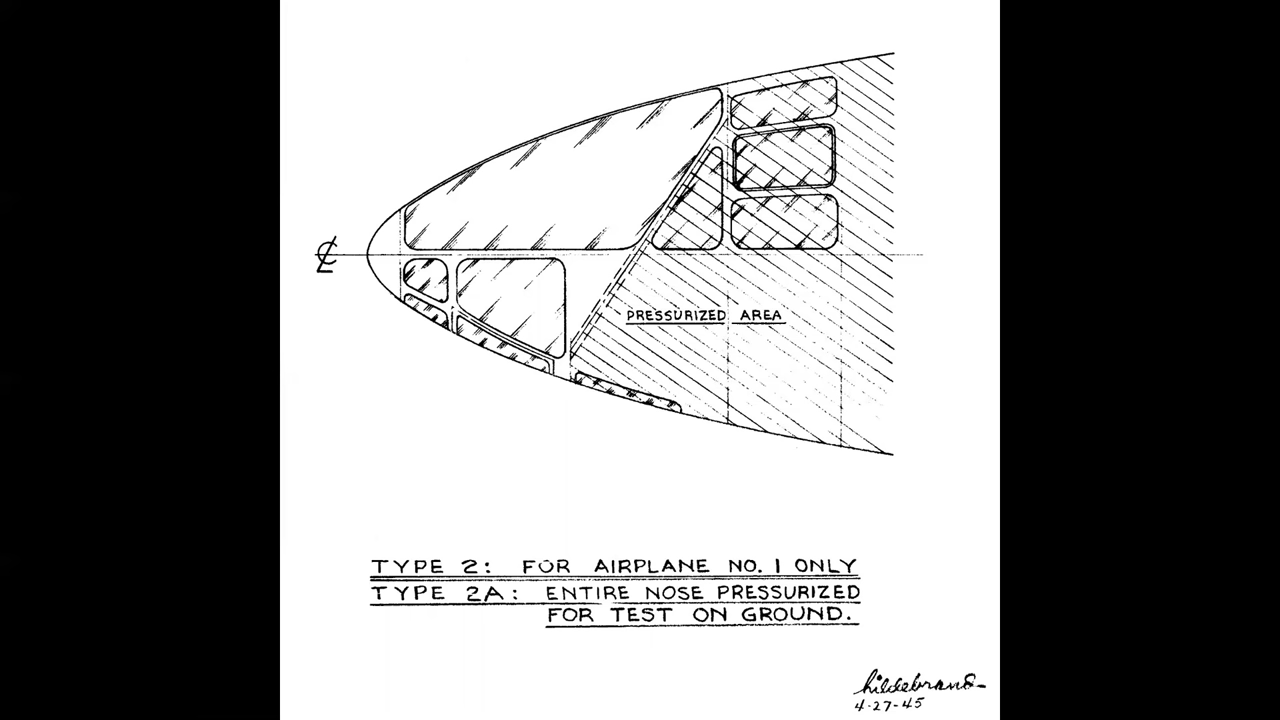 ℄
PRESSURIZED AREA
TYPE 2: FOR AIRPLANE NO. 1 ONLY
TYPE 2A: ENTIRE NOSE PRESSURIZED
FOR TEST ON GROUND.
hildebrand
4-27-45